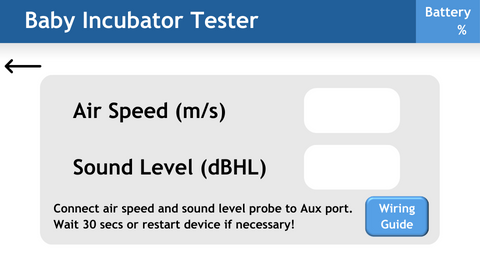 Baby Incubator Tester
Battery
%
Air Speed (m/s)
Sound Level (dBHL)
Connect air speed and sound level probe to Aux port.
Wait 30 secs or restart device if necessary!
Wiring
Guide